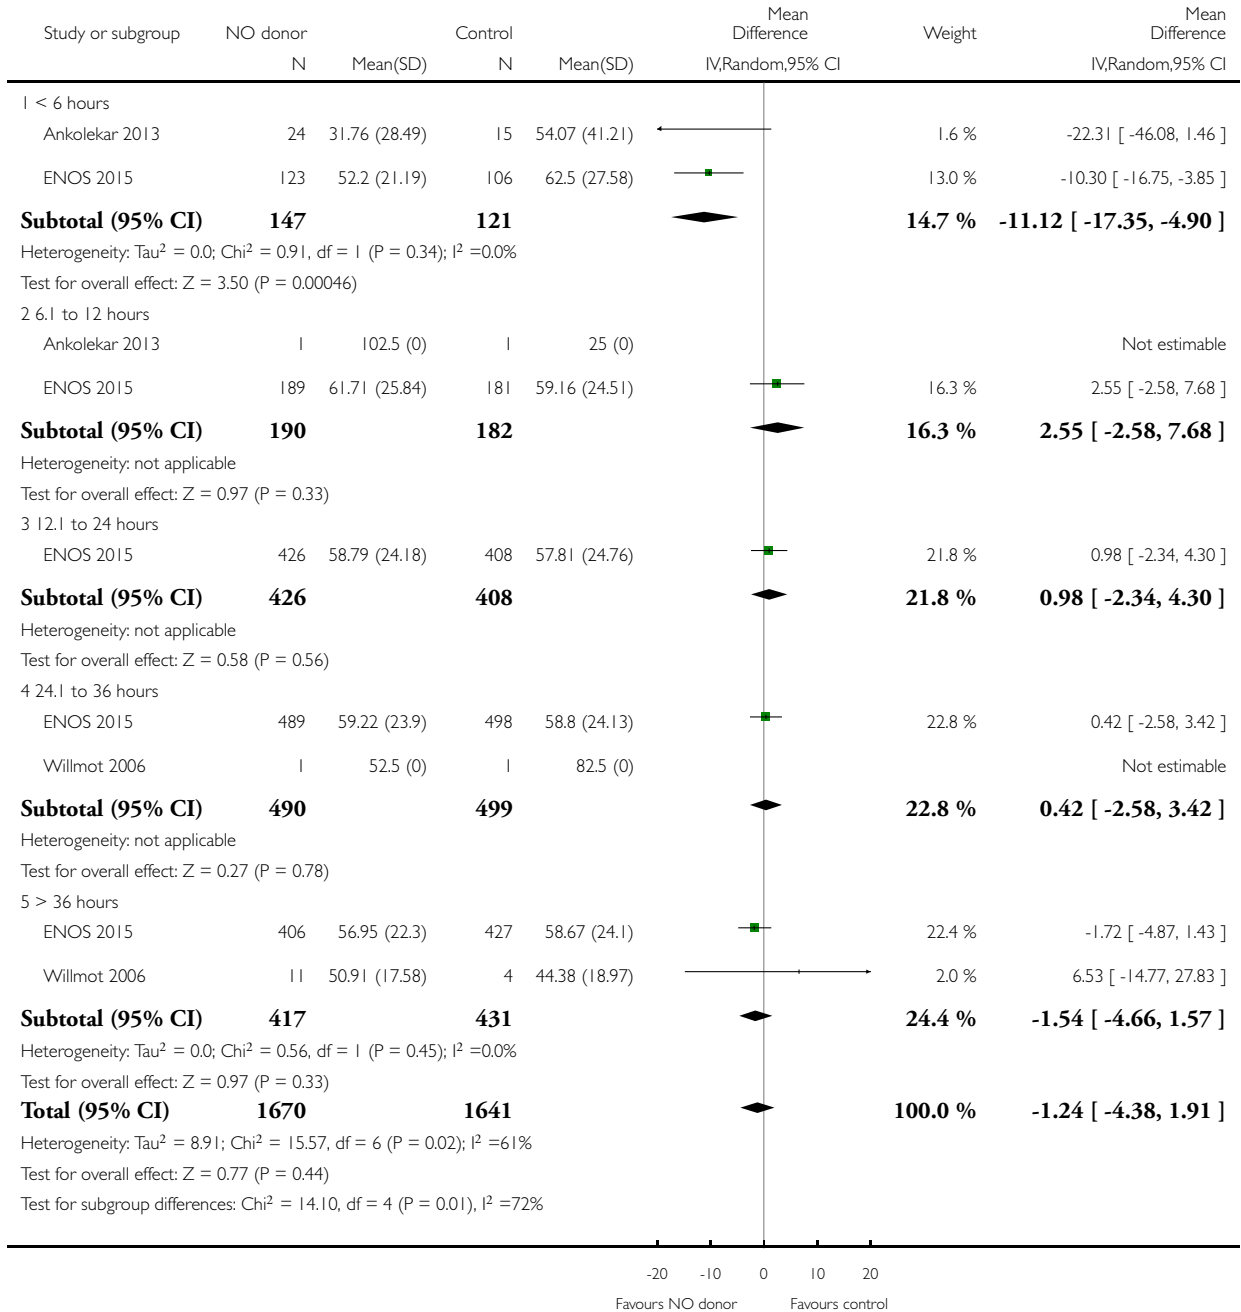 Mean Mean
Study or subgroup NO donor Control Difference Weight Difference
N Mean(SD) N Mean(SD) IV,Random,95% CI IV,Random,95% CI
1 < 6 hours
Ankolekar 2013 24 31.76 (28.49) 15 54.07 (41.21) 1.6 % -22.31 [ -46.08, 1.46 ]
ENOS 2015 123 52.2 (21.19) 106 62.5 (27.58) 13.0 % -10.30 [ -16.75, -3.85 ]
Subtotal (95% CI) 147 121 14.7 % -11.12 [ -17.35, -4.90 ]
Heterogeneity: Tau² = 0.0; Chi² = 0.91, df = 1 (P = 0.34); I² =0.0%
Test for overall effect: Z = 3.50 (P = 0.00046)
2 6.1 to 12 hours
Ankolekar 2013 1 102.5 (0) 1 25 (0) Not estimable
ENOS 2015 189 61.71 (25.84) 181 59.16 (24.51) 16.3 % 2.55 [ -2.58, 7.68 ]
Subtotal (95% CI) 190 182 16.3 % 2.55 [ -2.58, 7.68 ]
Heterogeneity: not applicable
Test for overall effect: Z = 0.97 (P = 0.33)
3 12.1 to 24 hours
ENOS 2015 426 58.79 (24.18) 408 57.81 (24.76) 21.8 % 0.98 [ -2.34, 4.30 ]
Subtotal (95% CI) 426 408 21.8 % 0.98 [ -2.34, 4.30 ]
Heterogeneity: not applicable
Test for overall effect: Z = 0.58 (P = 0.56)
4 24.1 to 36 hours
ENOS 2015 489 59.22 (23.9) 498 58.8 (24.13) 22.8 % 0.42 [ -2.58, 3.42 ]
Willmot 2006 1 52.5 (0) 1 82.5 (0) Not estimable
Subtotal (95% CI) 490 499 22.8 % 0.42 [ -2.58, 3.42 ]
Heterogeneity: not applicable
Test for overall effect: Z = 0.27 (P = 0.78)
5 > 36 hours
ENOS 2015 406 56.95 (22.3) 427 58.67 (24.1) 22.4 % -1.72 [ -4.87, 1.43 ]
Willmot 2006 11 50.91 (17.58) 4 44.38 (18.97) 2.0 % 6.53 [ -14.77, 27.83 ]
Subtotal (95% CI) 417 431 24.4 % -1.54 [ -4.66, 1.57 ]
Heterogeneity: Tau² = 0.0; Chi² = 0.56, df = 1 (P = 0.45); I² =0.0%
Test for overall effect: Z = 0.97 (P = 0.33)
Total (95% CI) 1670 1641 100.0 % -1.24 [ -4.38, 1.91 ]
Heterogeneity: Tau² = 8.91; Chi² = 15.57, df = 6 (P = 0.02); I² =61%
Test for overall effect: Z = 0.77 (P = 0.44)
Test for subgroup differences: Chi² = 14.10, df = 4 (P = 0.01), I² =72%
-20 -10 0 10 20
Favours NO donor Favours control